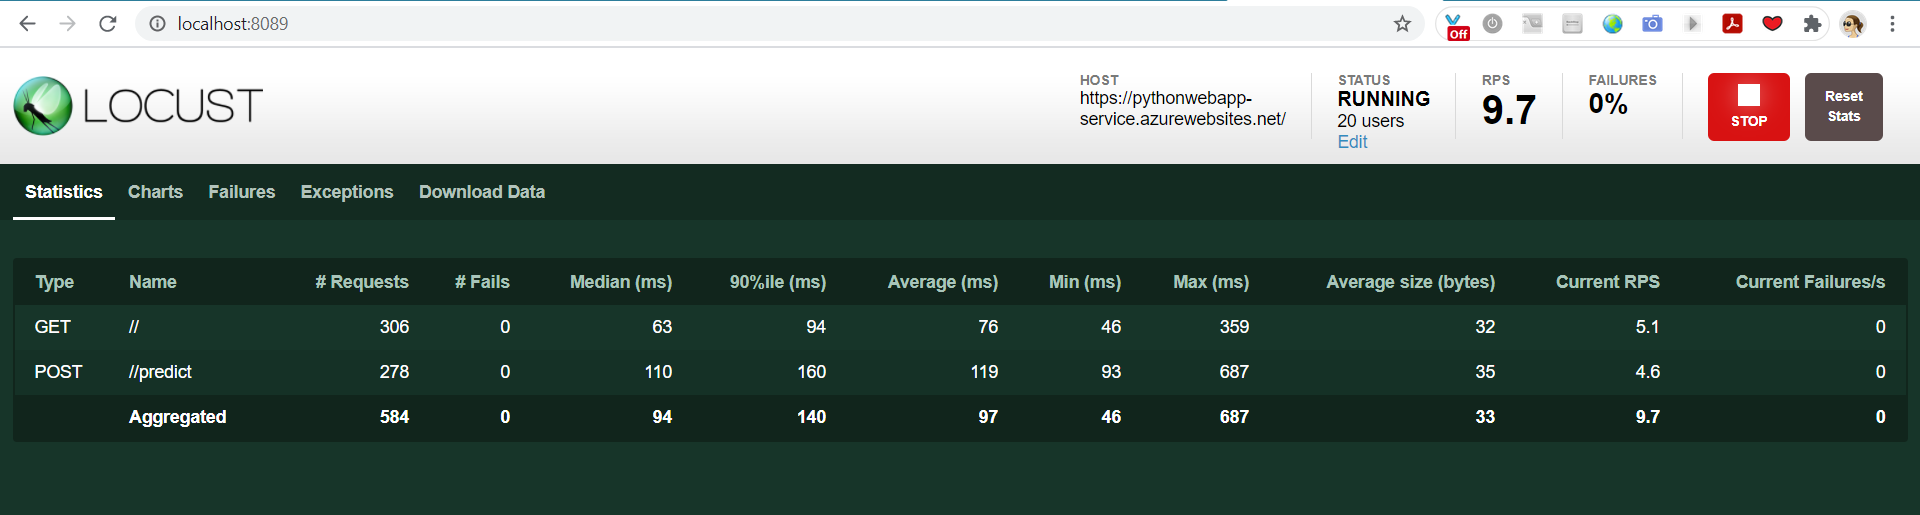 localhost:8089
Off
LOCUST
HOST
https://pythonwebapp-
service.azurewebsites.net/
STATUS
RUNNING
20 users
Edit
RPS
9.7
FAILURES
0%
STOP
Reset
Stats
Statistics Charts Failures Exceptions Download Data
Type Name # Requests # Fails Median (ms) 90%ile (ms) Average (ms) Min (ms) Max (ms) Average size (bytes) Current RPS Current Failures/s
GET // 306 0 63 94 76 46 359 32 5.1 0
POST //predict 278 0 110 160 119 93 687 35 4.6 0
Aggregated 584 0 94 140 97 46 687 33 9.7 0